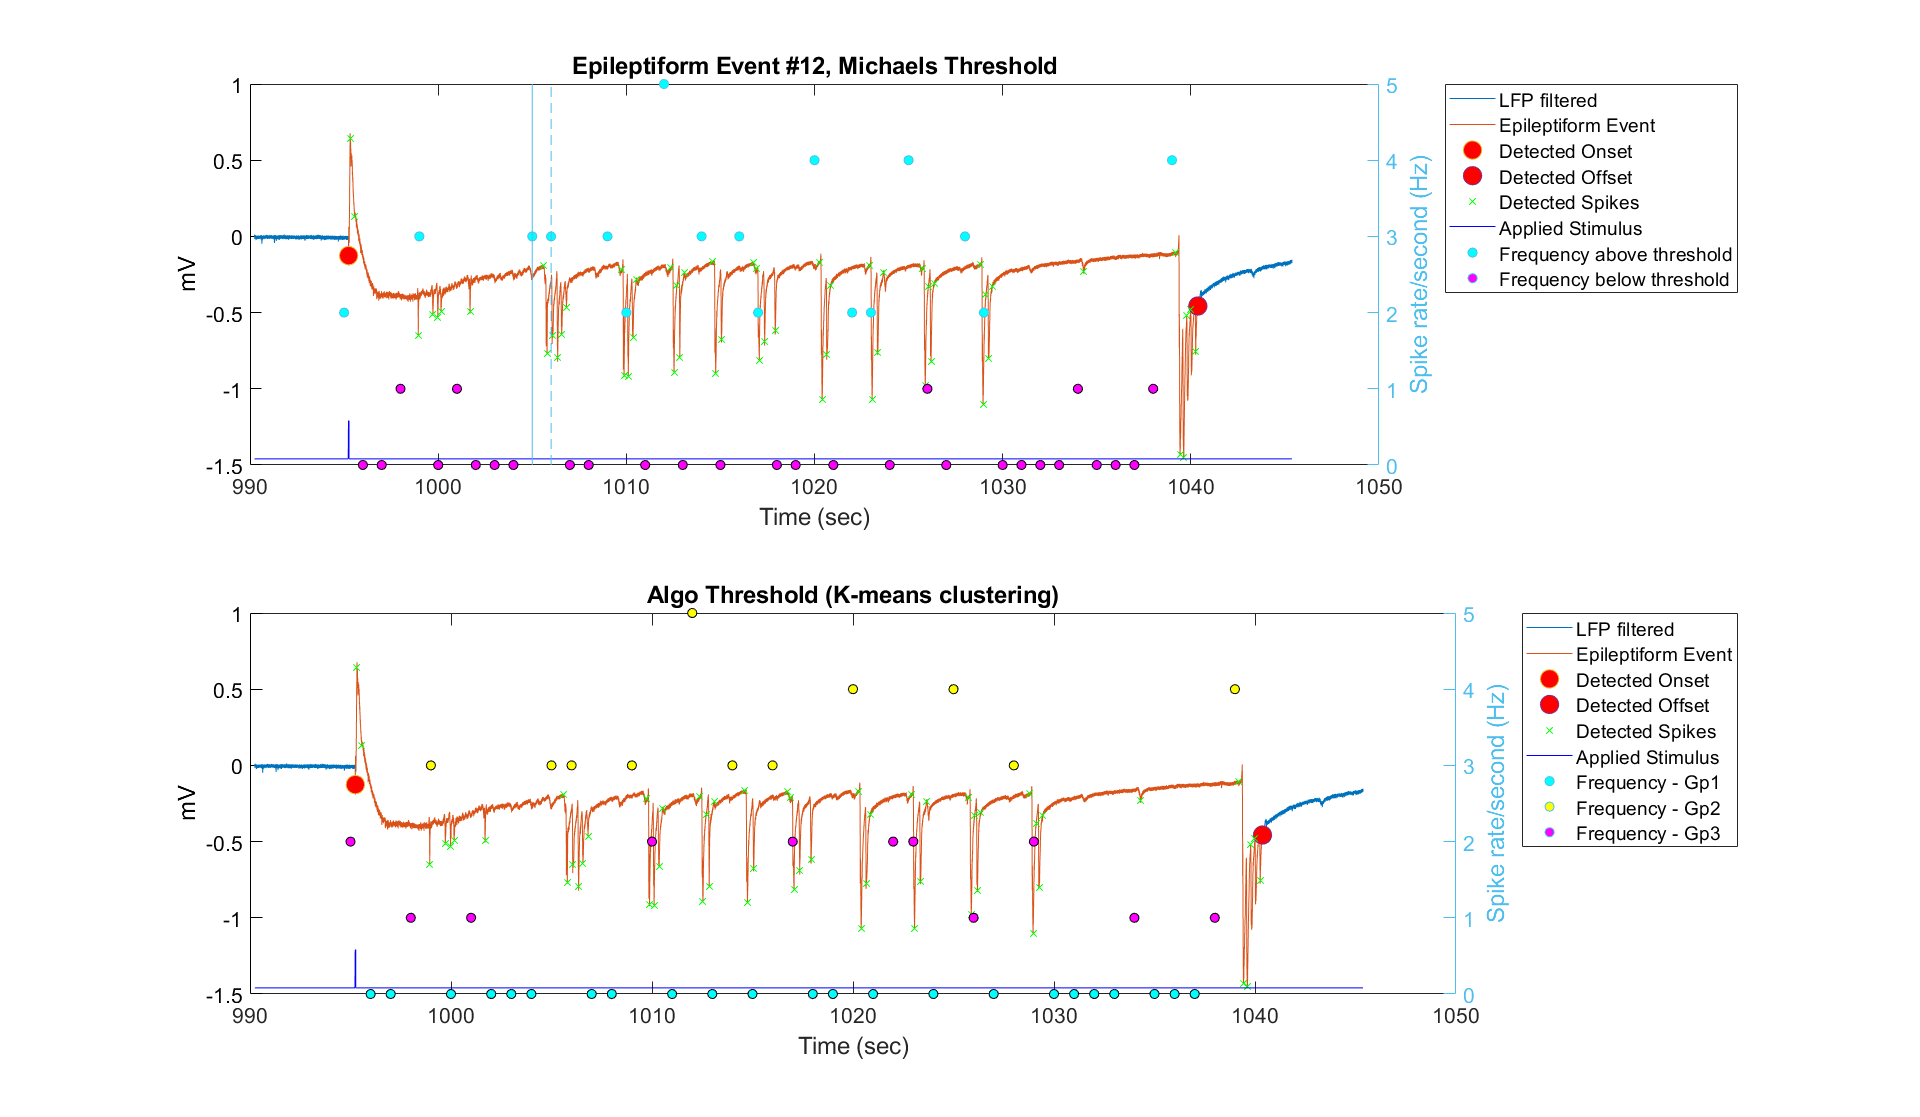 Epileptiform Event #12, Michaels Threshold
1
0.5
0
-0.5
-1
-1.5
mV
990
1000
1010
1020
1030
1040
1050
Time (sec)
5
4
3
2
1
0
Spike rate/second (Hz)
LFP filtered
Epileptiform Event
Detected Onset
Detected Offset
Detected Spikes
Applied Stimulus
Frequency above threshold
Frequency below threshold
Algo Threshold (K-means clustering)
1
0.5
0
-0.5
-1
-1.5
mV
990
1000
1010
1020
1030
1040
1050
Time (sec)
5
4
3
2
1
0
Spike rate/second (Hz)
LFP filtered
Epileptiform Event
Detected Onset
Detected Offset
Detected Spikes
Applied Stimulus
Frequency - Gp1
Frequency - Gp2
Frequency - Gp3